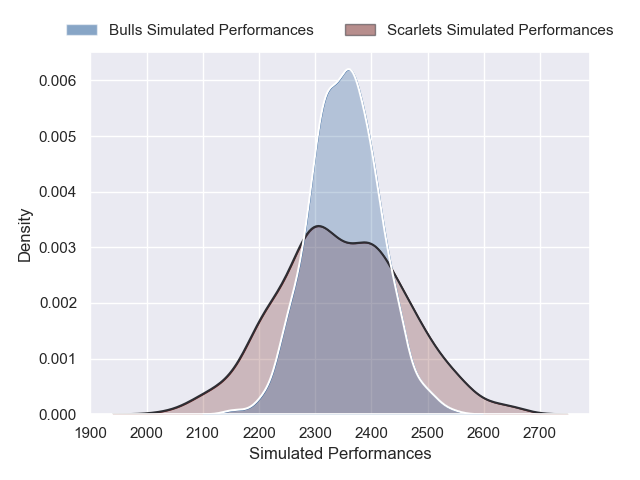 Bulls Simulated Performances Scarlets Simulated Performances
0.006
0.005
0.004
0.003
0.002
0.001
0.000
Density
1900 2000 2100 2200 2300 2400 2500 2600 2700
Simulated Performances